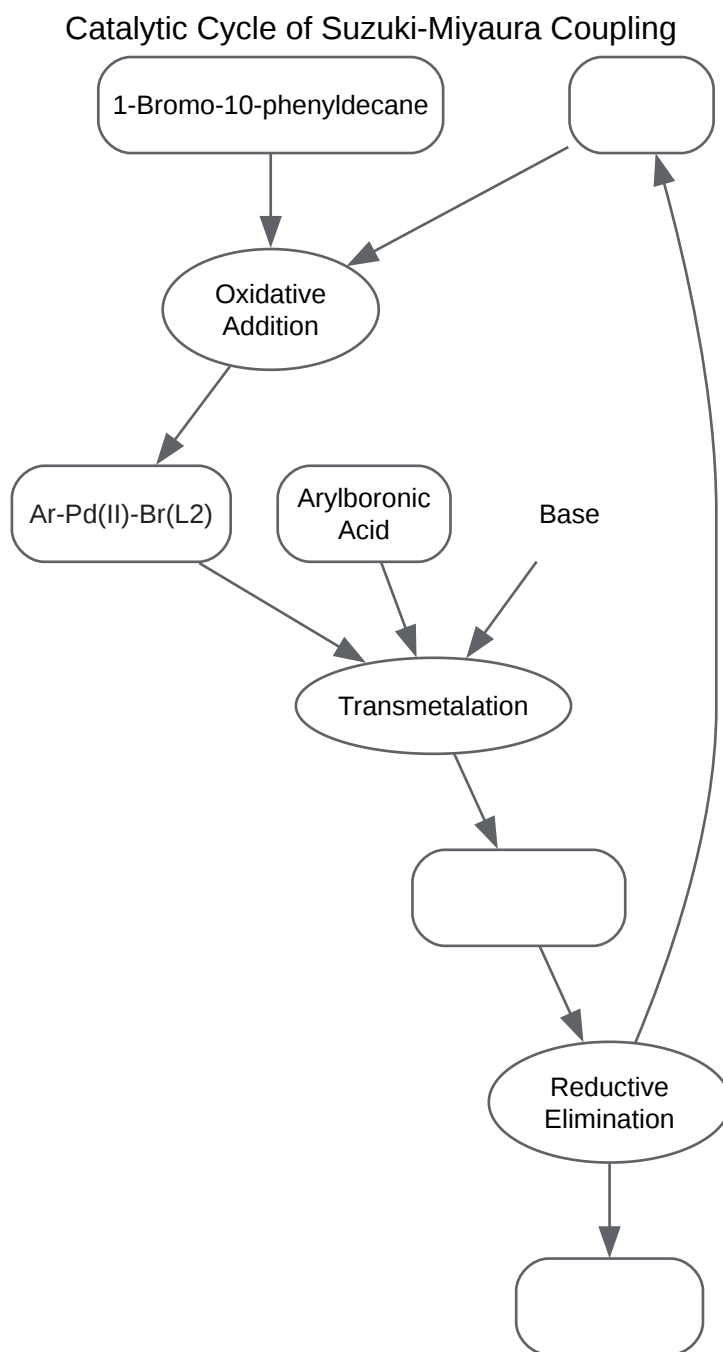 Catalytic Cycle of Suzuki-Miyaura Coupling
1-Bromo-10-phenyldecane
Oxidative
Addition
Ar-Pd(II)-Br(L2)
Arylboronic
Acid
Base
Transmetalation
Reductive
Elimination